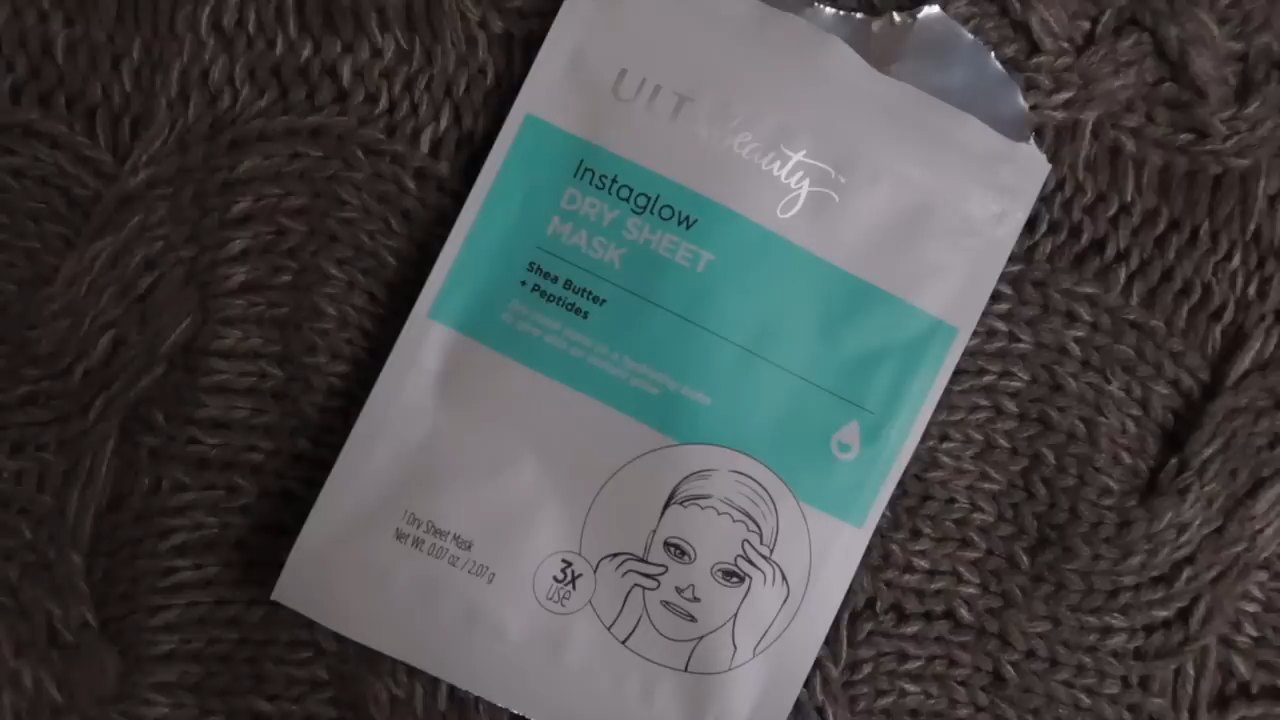 ULTA beauty™
Instaglow
DRY SHEET
MASK
Shea Butter
+ Peptides
1 Dry Sheet Mask
Net Wt. 0.07 oz. / 2.07 g
3X
use